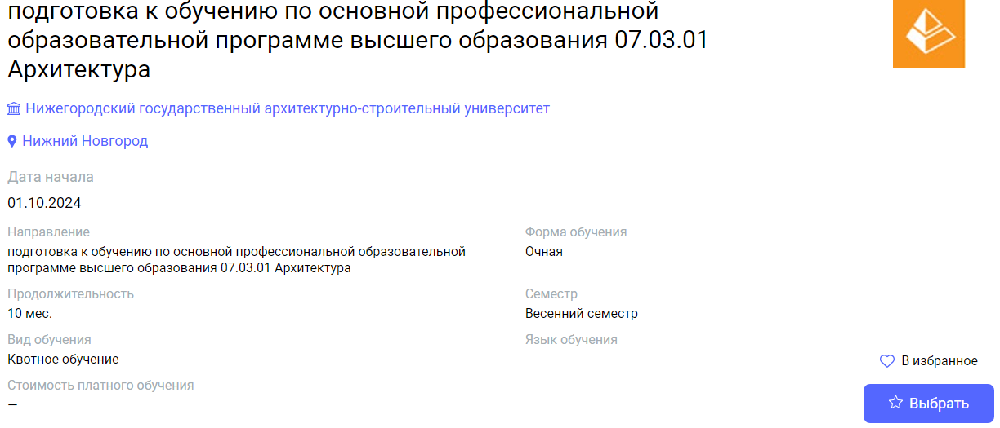 подготовка к обучению по основной профессиональной
образовательной программе высшего образования 07.03.01
Архитектура
Нижегородский государственный архитектурно-строительный университет
Нижний Новгород
Дата начала
01.10.2024
Направление
подготовка к обучению по основной профессиональной образовательной
программе высшего образования 07.03.01 Архитектура
Форма обучения
Очная
Продолжительность
10 мес.
Семестр
Весенний семестр
Вид обучения
Квотное обучение
Язык обучения
Стоимость платного обучения
—
В избранное
Выбрать